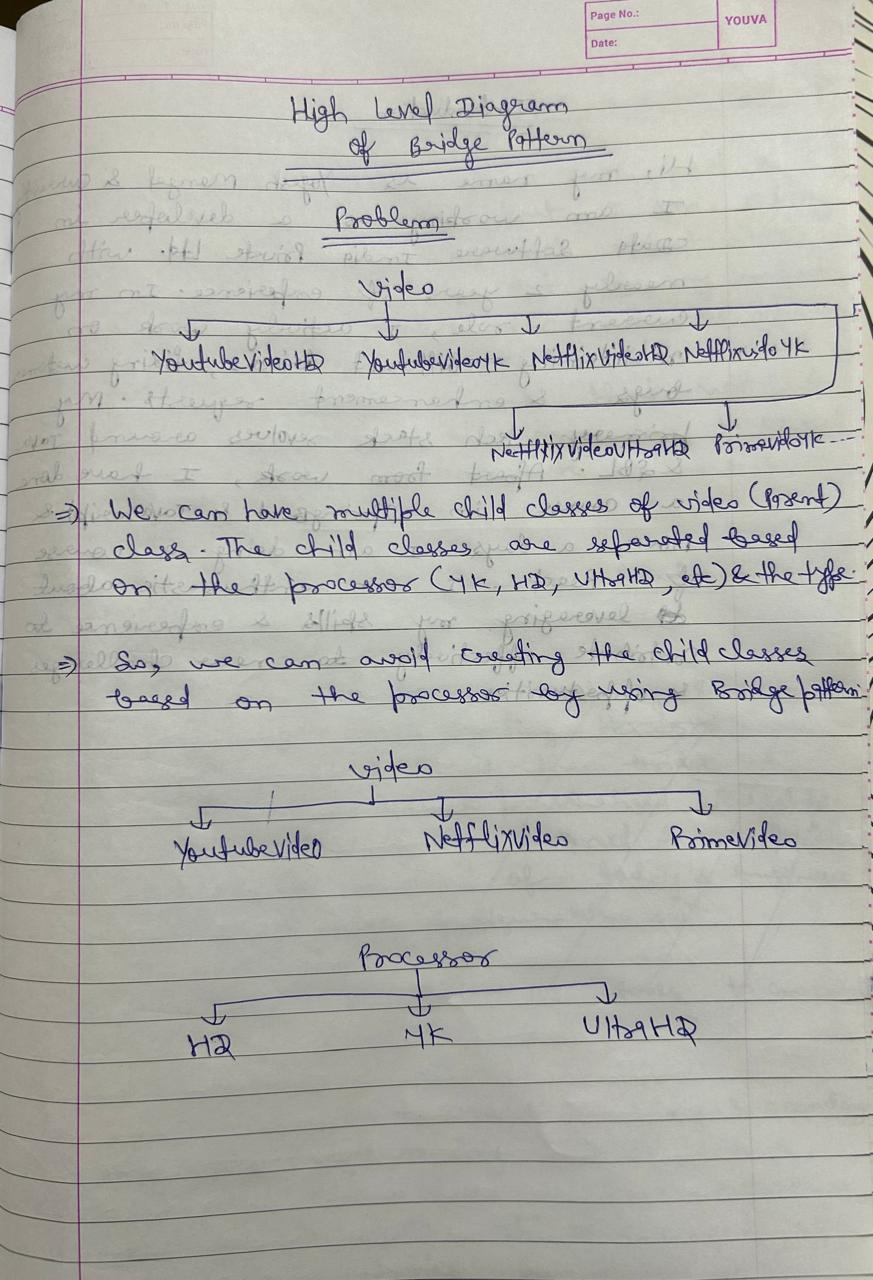 Page No.:
YOUVA
Date:
High Level Diagram
of Bridge Pattern
Problem
Video
YoutubeVideoHD YoutubeVideo4K NetflixVideoHD NetflixVideo4K
NetflixVideoUltraHD PrimeVideo4K ---
⇒ We can have multiple child classes of video (Parent)
class. The child classes are separated based
on the processor (4K, HD, UltraHD, etc) & the type.
⇒ So, we can avoid creating the child classes
based on the processor by using Bridge pattern
Video
YoutubeVideo NetflixVideo PrimeVideo
Processor
HD 4K UltraHD